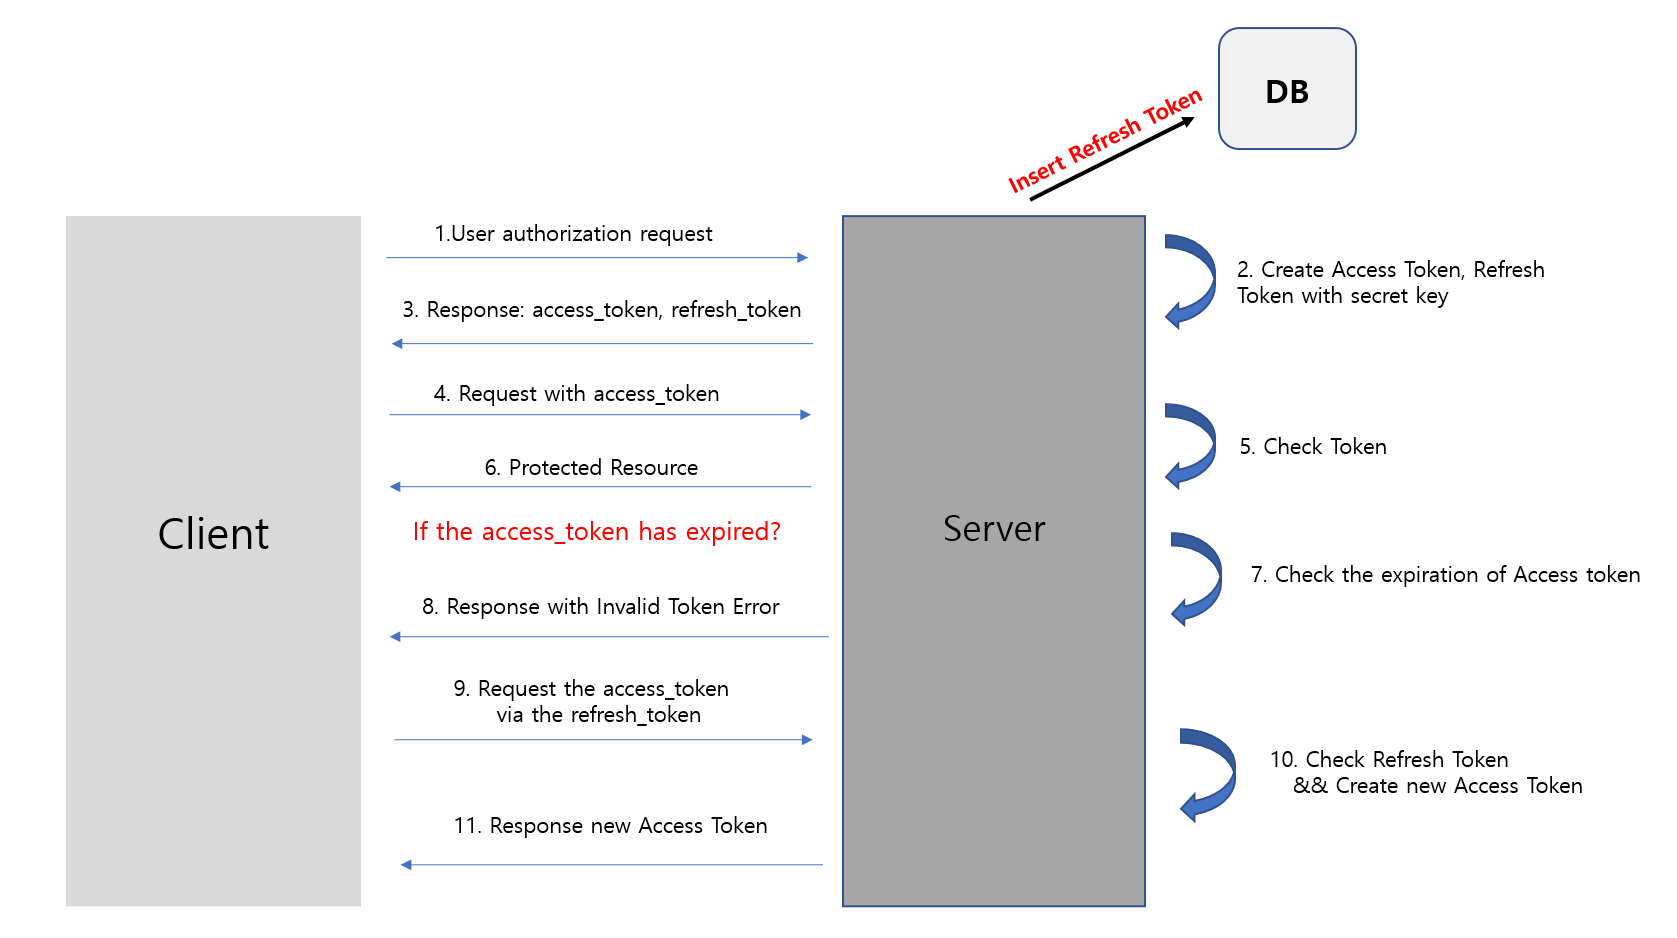 DB
Insert Refresh Token
1.User authorization request
2. Create Access Token, Refresh
Token with secret key
3. Response: access_token, refresh_token
4. Request with access_token
5. Check Token
6. Protected Resource
Client
If the access_token has expired?
Server
7. Check the expiration of Access token
8. Response with Invalid Token Error
9. Request the access_token
via the refresh_token
10. Check Refresh Token
&& Create new Access Token
11. Response new Access Token